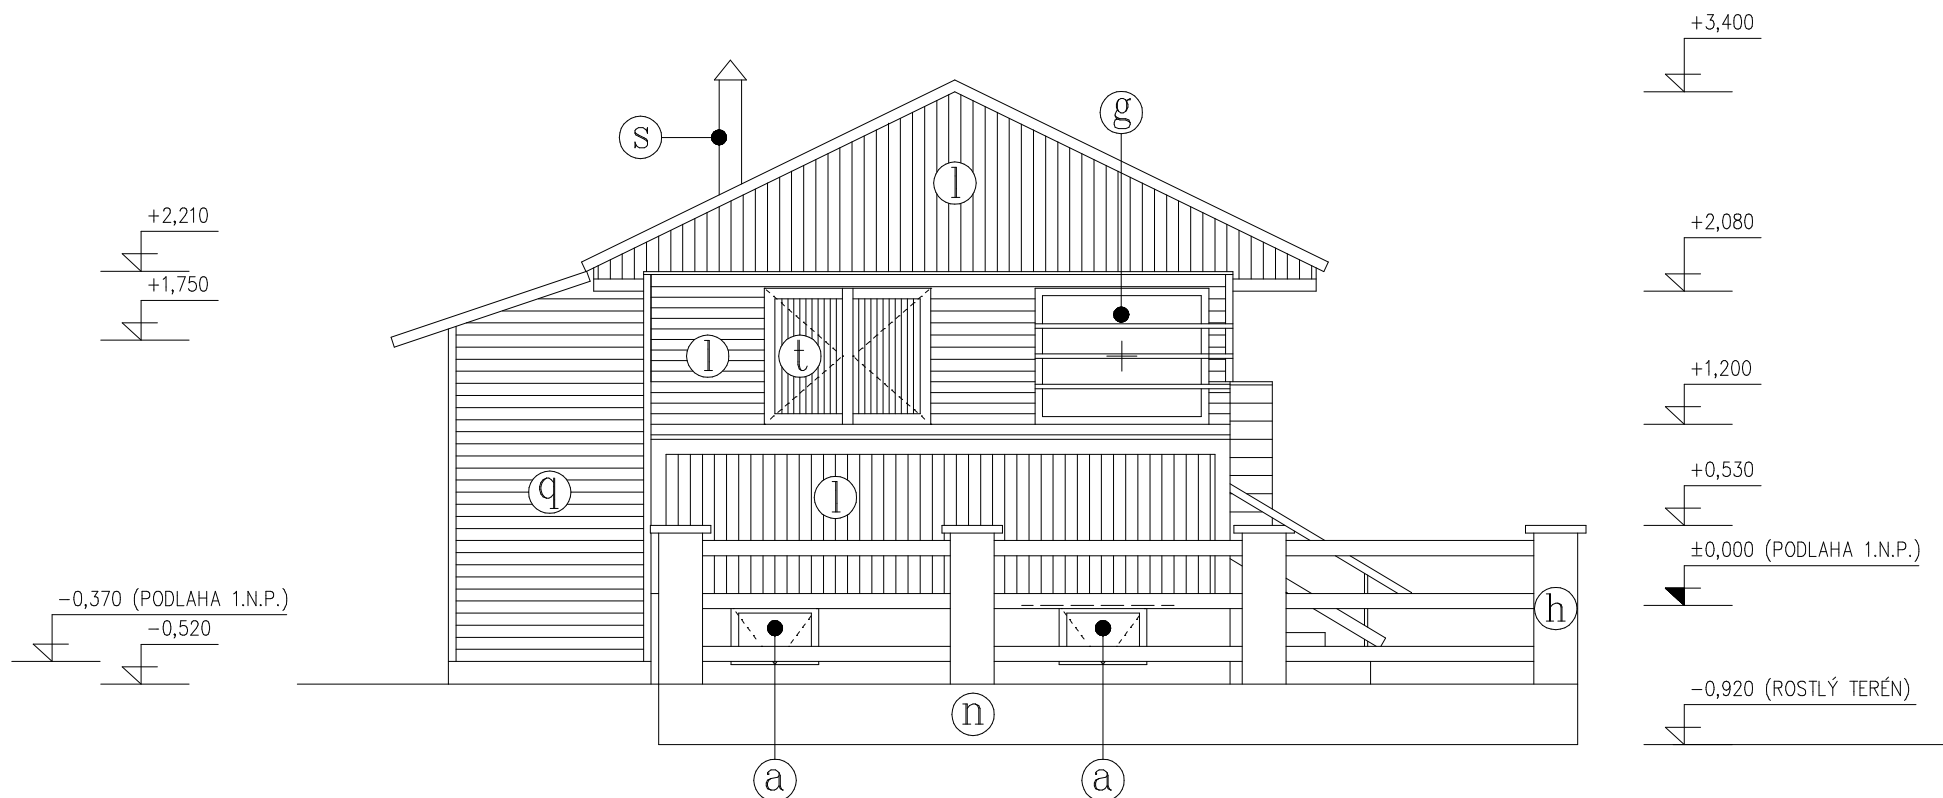 +3,400
g
s
l
+2,210
+2,080
+1,750
l
t
+1,200
+0,530
q
l
±0,000 (PODLAHA 1.N.P.)
-0,370 (PODLAHA 1.N.P.)
h
-0,520
-0,920 (ROSTLÝ TERÉN)
n
a
a